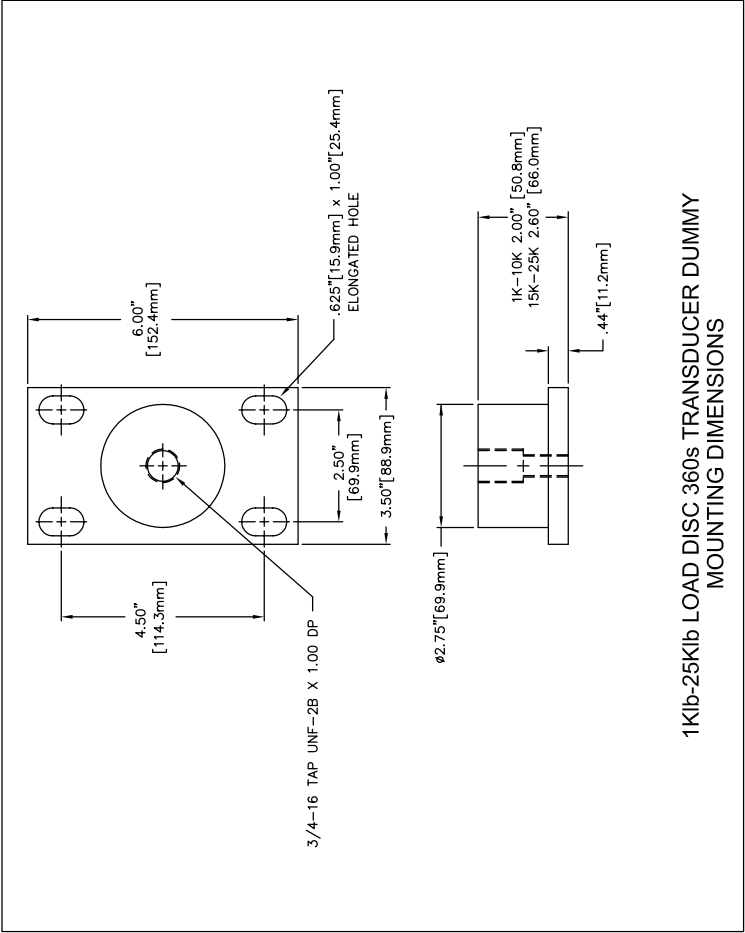 6.00"
[152.4mm]
.625"[15.9mm] x 1.00"[25.4mm]
ELONGATED HOLE
2.50"
[69.9mm]
3.50"[88.9mm]
4.50"
[114.3mm]
3/4-16 TAP UNF-2B X 1.00 DP
1K-10K 2.00" [50.8mm]
15K-25K 2.60" [66.0mm]
.44"[11.2mm]
ø2.75"[69.9mm]
1Klb-25Klb LOAD DISC 360s TRANSDUCER DUMMY
MOUNTING DIMENSIONS